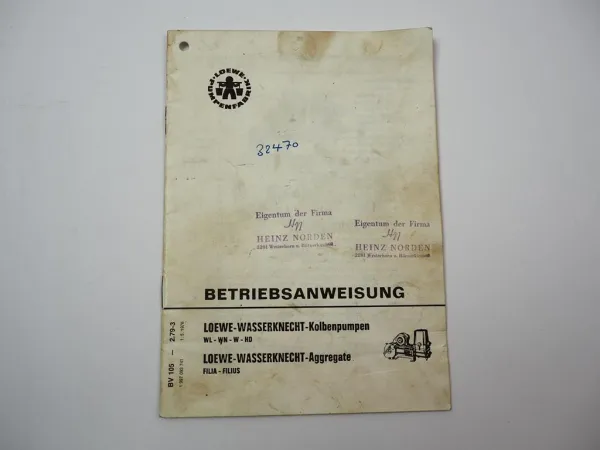 LOEWE·KIK
PUMPENFABRIK
32470
Eigentum der Firma
HEINZ NORDEN
Eigentum der Firma
HEINZ NORDEN
BETRIEBSANWEISUNG
LOEWE-WASSERKNECHT-Kolbenpumpen
WL - WN - W - HD
LOEWE-WASSERKNECHT-Aggregate
FILIA - FILIUS
BV 105 — 2.79-3